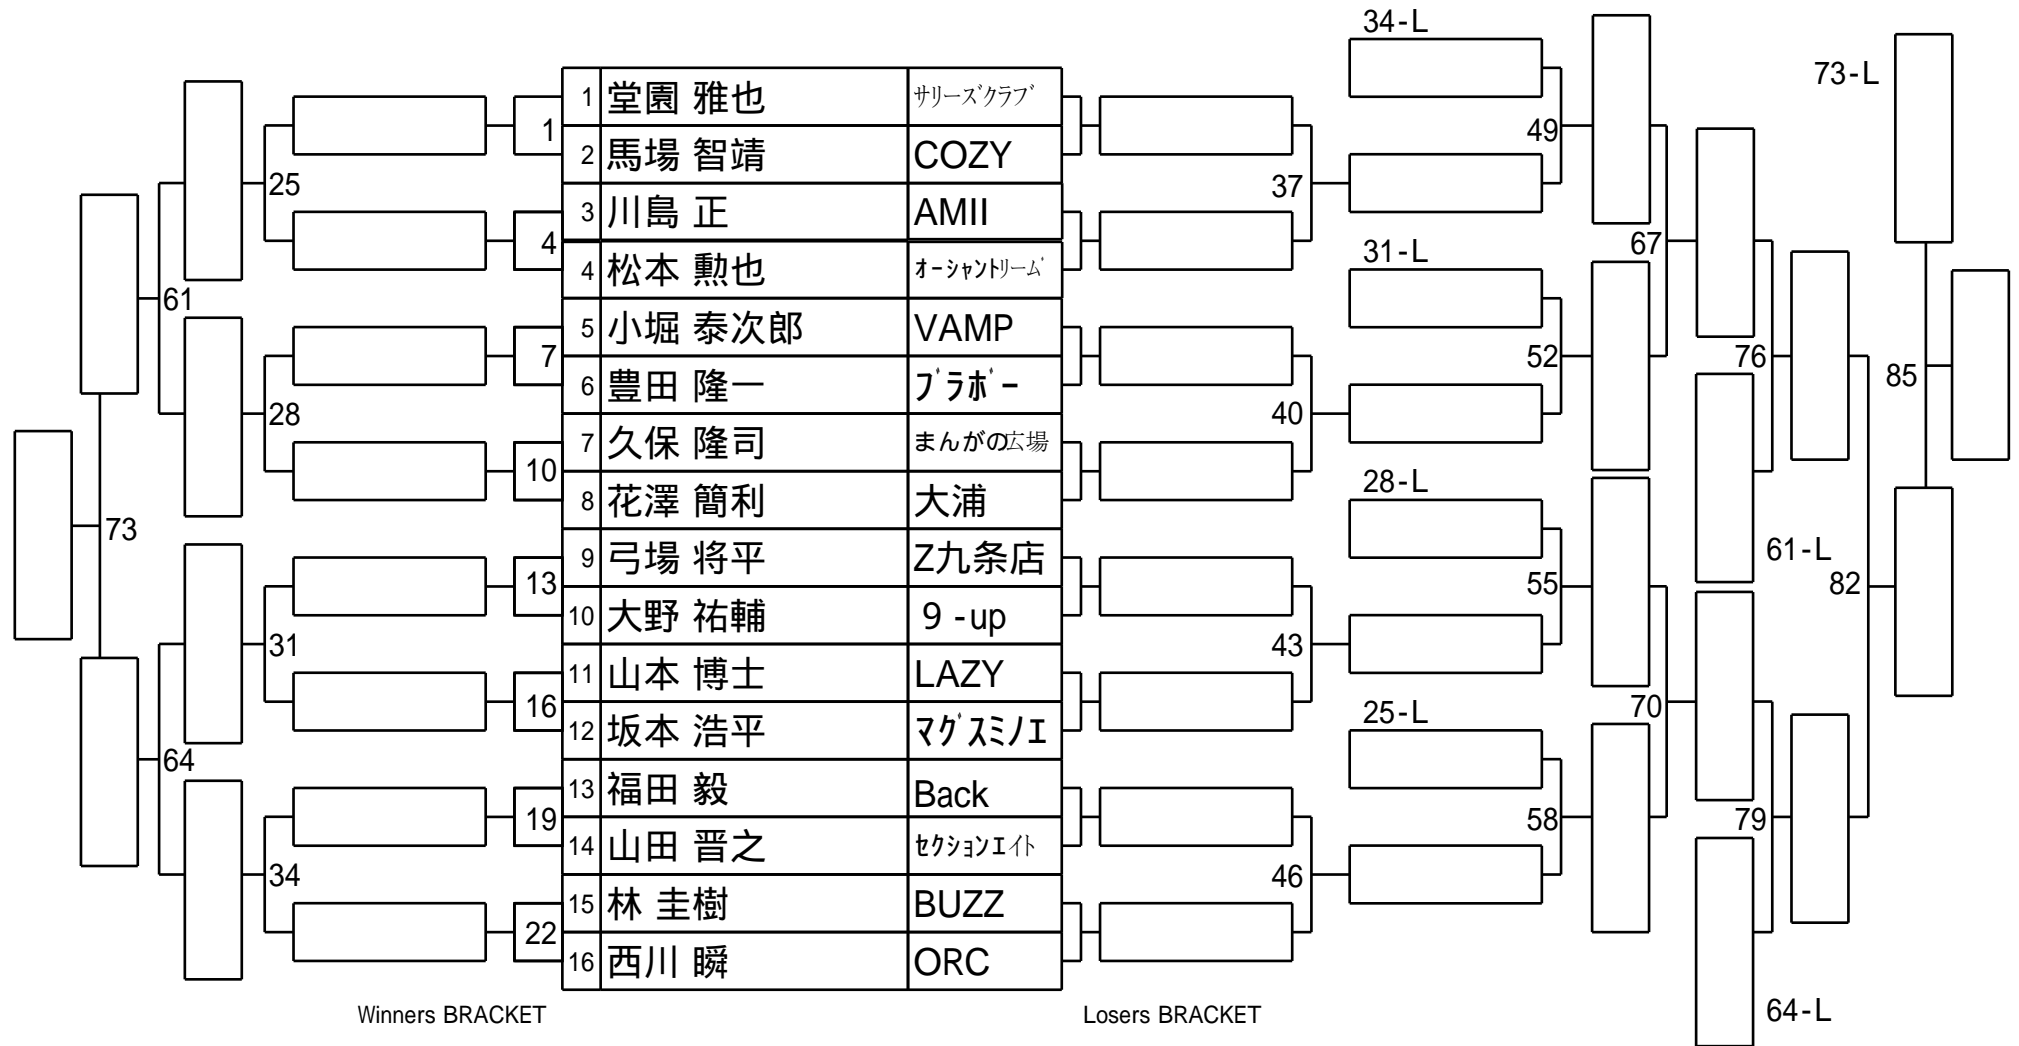 34-L
73-L
1 堂園 雅也 サリーズクラブ
1
49
2 馬場 智靖 COZY
25
37
3 川島 正 AMII
4
67
4 松本 勲也 オーシャントリーム゛
31-L
61
5 小堀 泰次郎 VAMP
7
52
76
6 豊田 隆一 ブラボー
85
28
40
7 久保 隆司 まんがの広場
10
28-L
8 花澤 簡利 大浦
73
61-L
9 弓場 将平 Z九条店
13
55
82
10 大野 祐輔 9 -up
31
43
11 山本 博士 LAZY
16
70
25-L
12 坂本 浩平 マグスミノエ
64
13 福田 毅 Back
19
58
79
14 山田 晋之 セクションエイト
34
46
15 林 圭樹 BUZZ
22
16 西川 瞬 ORC
Winners BRACKET
Losers BRACKET
64-L